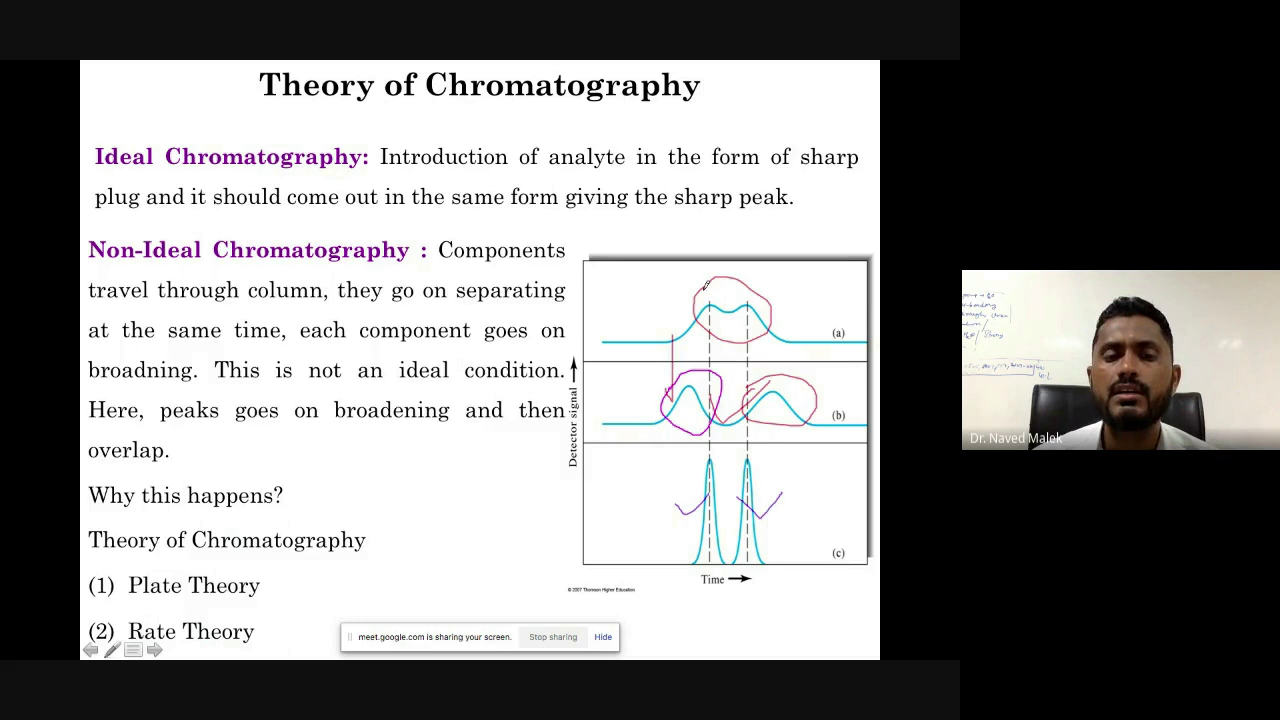 Theory of Chromatography
Ideal Chromatography: Introduction of analyte in the form of sharp
plug and it should come out in the same form giving the sharp peak.
Non-Ideal Chromatography : Components
travel through column, they go on separating
at the same time, each component goes on
broadning. This is not an ideal condition.
Here, peaks goes on broadening and then
overlap.
Why this happens?
Theory of Chromatography
(1) Plate Theory
(2) Rate Theory
Detector signal
(a)
(b)
(c)
Time
© 2007 Thomson Higher Education
meet.google.com is sharing your screen.
Stop sharing
Hide
Dr. Naved Malek